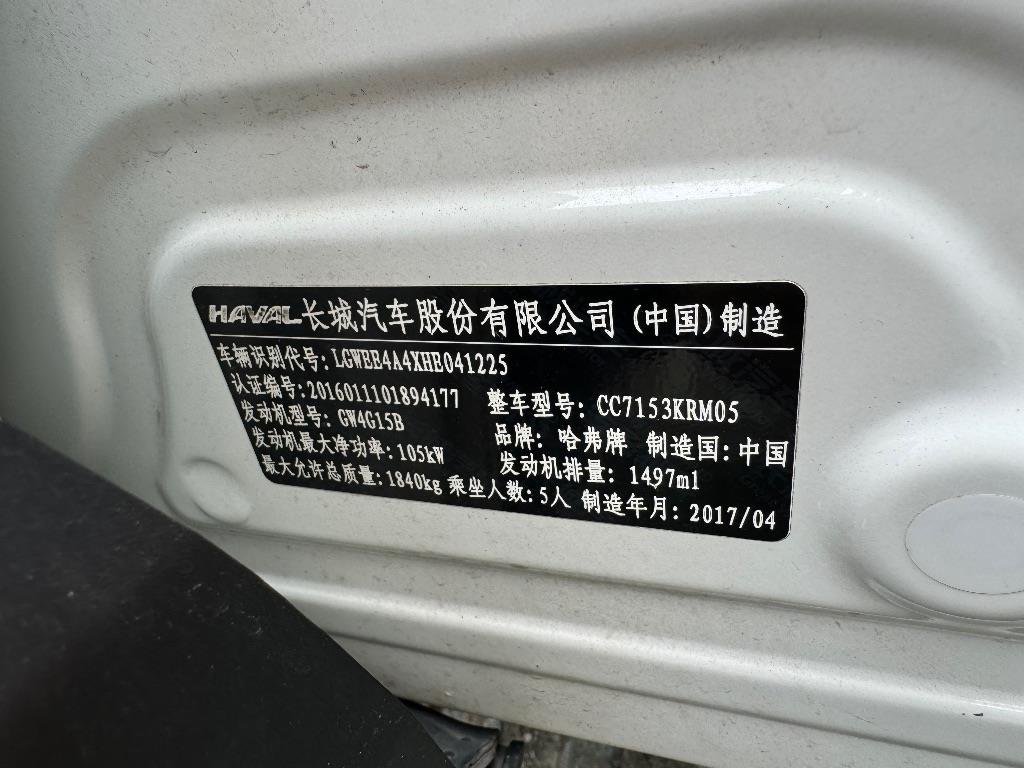 HAVAL长城汽车股份有限公司(中国)制造
车辆识别代号:LGWEE4A4XHE041225
认证编号:2016011101894177 整车型号: CC7153KRM05
发动机型号: GW4G15B 品牌: 哈弗牌 制造国: 中国
发动机最大净功率: 105kW 发动机排量: 1497ml
最大允许总质量: 1840kg 乘坐人数: 5人 制造年月: 2017/04